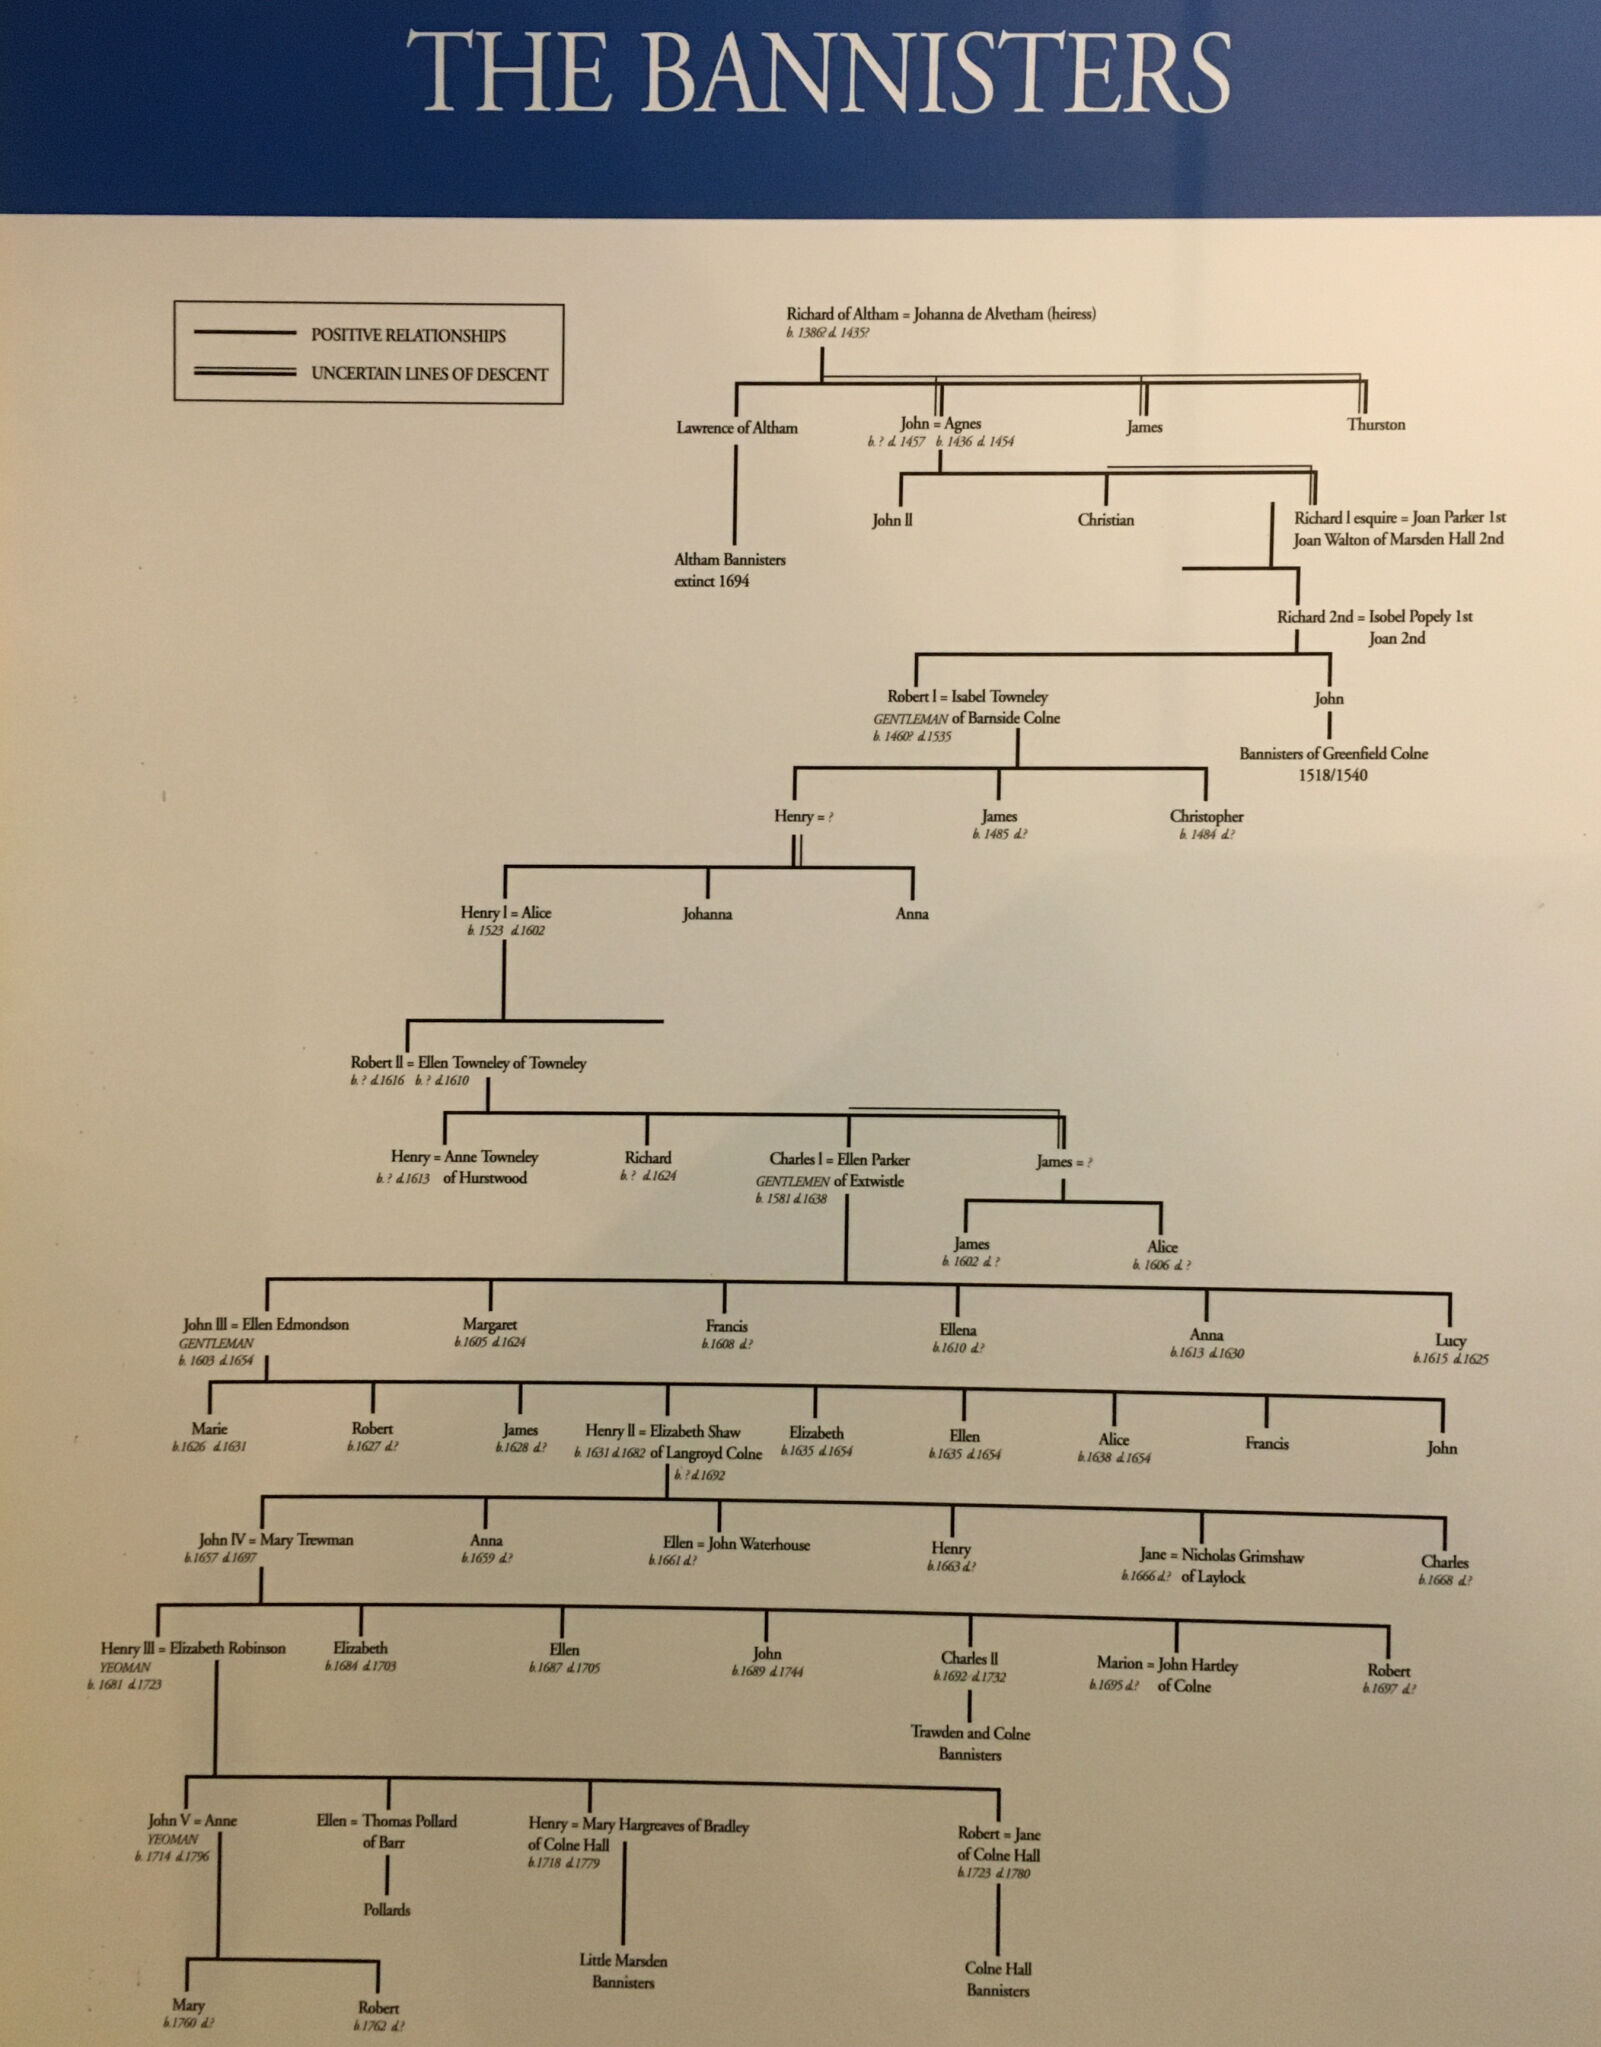 THE BANNISTERS
POSITIVE RELATIONSHIPS
UNCERTAIN LINES OF DESCENT
Richard of Altham = Johanna de Alvetham (heiress)
b. 1386? d. 1435?
Lawrence of Altham
John = Agnes
b. ? d. 1457 b. 1436 d. 1454
James
Thurston
John II
Christian
Richard I esquire = Joan Parker 1st
Joan Walton of Marsden Hall 2nd
Altham Bannisters
extinct 1694
Richard 2nd = Isobel Popely 1st
Joan 2nd
Robert I = Isabel Towneley
GENTLEMAN of Barnside Colne
b. 1460? d.1535
John
Bannisters of Greenfield Colne
1518/1540
Henry = ?
James
b. 1485 d.?
Christopher
b. 1484 d.?
Henry I = Alice
b. 1523 d.1602
Johanna
Anna
Robert II = Ellen Towneley of Towneley
b. ? d.1616 b. ? d.1610
Henry = Anne Towneley
b. ? d.1613 of Hurstwood
Richard
b. ? d.1624
Charles I = Ellen Parker
GENTLEMEN of Extwistle
b. 1581 d.1638
James = ?
James
b. 1602 d. ?
Alice
b. 1606 d. ?
John III = Ellen Edmondson
GENTLEMAN
b. 1603 d.1654
Margaret
b.1605 d.1624
Francis
b.1608 d.?
Ellena
b.1610 d.?
Anna
b.1613 d.1630
Lucy
b.1615 d.1625
Marie
b.1626 d.1631
Robert
b.1627 d.?
James
b.1628 d.?
Henry II = Elizabeth Shaw
b. 1631 d.1682 of Langroyd Colne
b. ? d.1692
Elizabeth
b.1635 d.1654
Ellen
b.1635 d.1654
Alice
b.1638 d.1654
Francis
John
John IV = Mary Trewman
b.1657 d.1697
Anna
b.1659 d.?
Ellen = John Waterhouse
b.1661 d.?
Henry
b.1663 d.?
Jane = Nicholas Grimshaw
b.1666 d.? of Laylock
Charles
b.1668 d.?
Henry III = Elizabeth Robinson
YEOMAN
b. 1681 d.1723
Elizabeth
b.1684 d.1703
Ellen
b.1687 d.1705
John
b.1689 d.1744
Charles II
b.1692 d.1732
Marion = John Hartley
b.1695 d.? of Colne
Robert
b.1697 d.?
Trawden and Colne
Bannisters
John V = Anne
YEOMAN
b. 1714 d.1796
Ellen = Thomas Pollard
of Barr
Henry = Mary Hargreaves of Bradley
of Colne Hall
b.1718 d.1779
Robert = Jane
of Colne Hall
b.1723 d.1780
Pollards
Little Marsden
Bannisters
Colne Hall
Bannisters
Mary
b.1760 d.?
Robert
b.1762 d.?